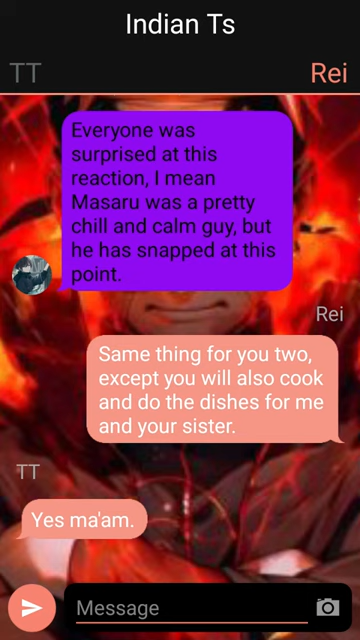 Indian Ts
TT
Rei
Everyone was
surprised at this
reaction, I mean
Masaru was a pretty
chill and calm guy, but
he has snapped at this
point.
Rei
Same thing for you two,
except you will also cook
and do the dishes for me
and your sister.
TT
Yes ma'am.
Message